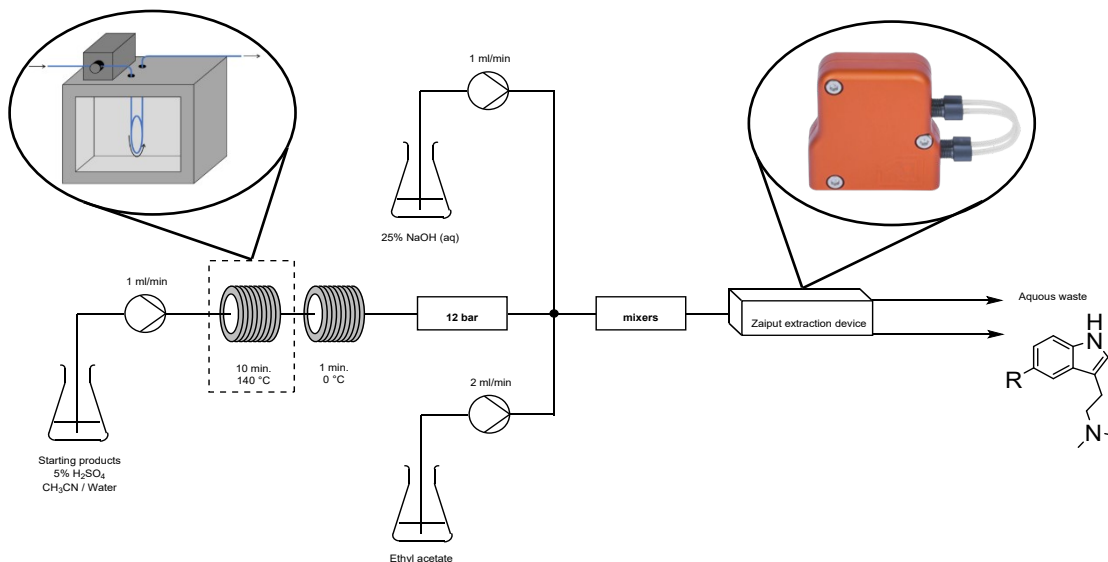 1 ml/min
25% NaOH (aq)
1 ml/min
10 min.
140 °C
1 min.
0 °C
12 bar
mixers
Zaiput extraction device
Aquous waste
H
N
R
N
2 ml/min
Starting products
5% H₂SO₄
CH₃CN / Water
Ethyl acetate